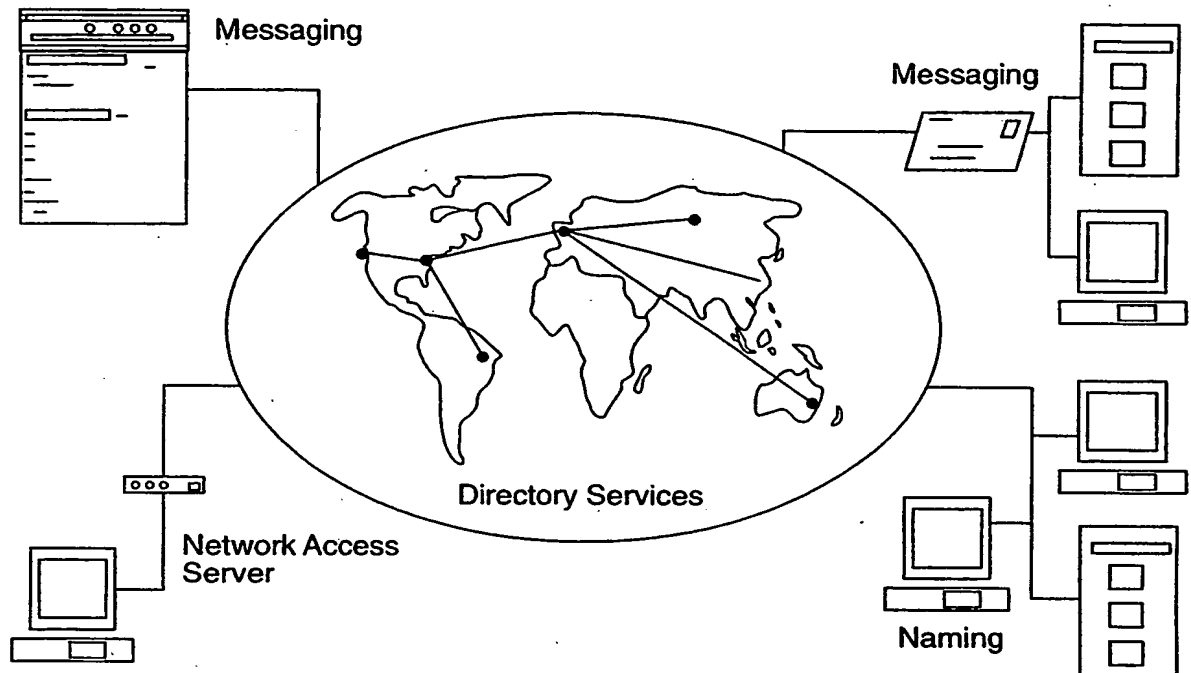 Messaging
Messaging
Directory Services
Network Access
Server
Naming